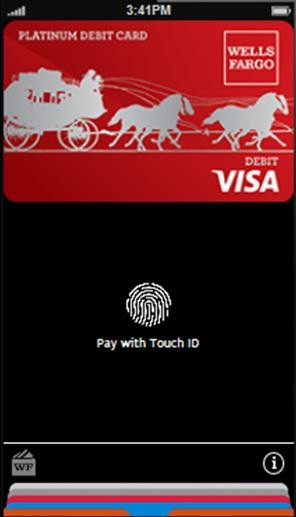 3:41PM
PLATINUM DEBIT CARD
WELLS
FARGO
DEBIT
VISA
Pay with Touch ID
WF
i